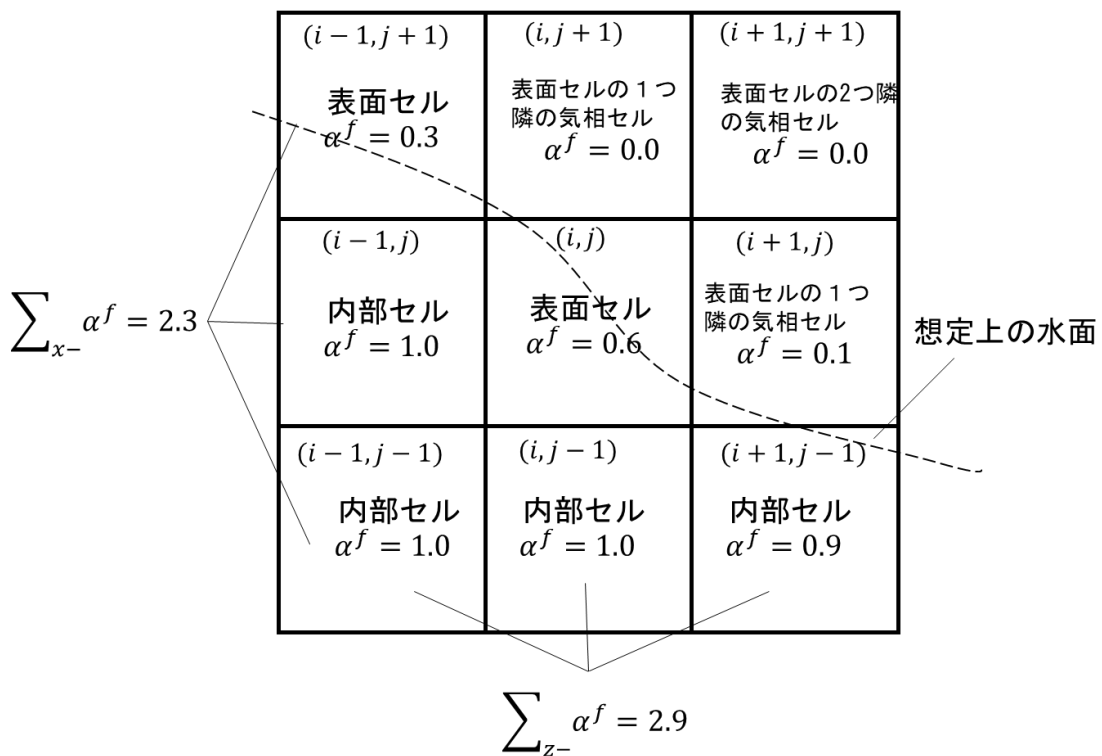 (i − 1, j + 1)
表面セル
α^f = 0.3
(i, j + 1)
表面セルの１つ
隣の気相セル
α^f = 0.0
(i + 1, j + 1)
表面セルの2つ隣
の気相セル
α^f = 0.0
(i − 1, j)
内部セル
α^f = 1.0
(i, j)
表面セル
α^f = 0.6
(i + 1, j)
表面セルの１つ
隣の気相セル
α^f = 0.1
∑_{x−} α^f = 2.3
想定上の水面
(i − 1, j − 1)
内部セル
α^f = 1.0
(i, j − 1)
内部セル
α^f = 1.0
(i + 1, j − 1)
内部セル
α^f = 0.9
∑_{z−} α^f = 2.9